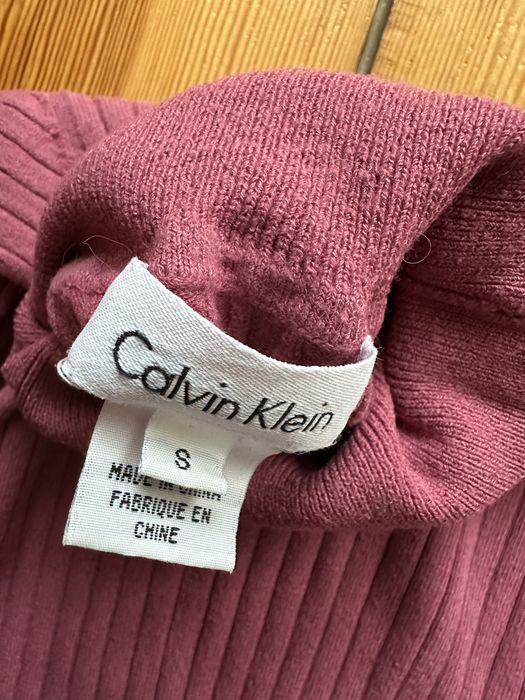 Calvin Klein
S
MADE IN CHINA
FABRIQUE EN
CHINE